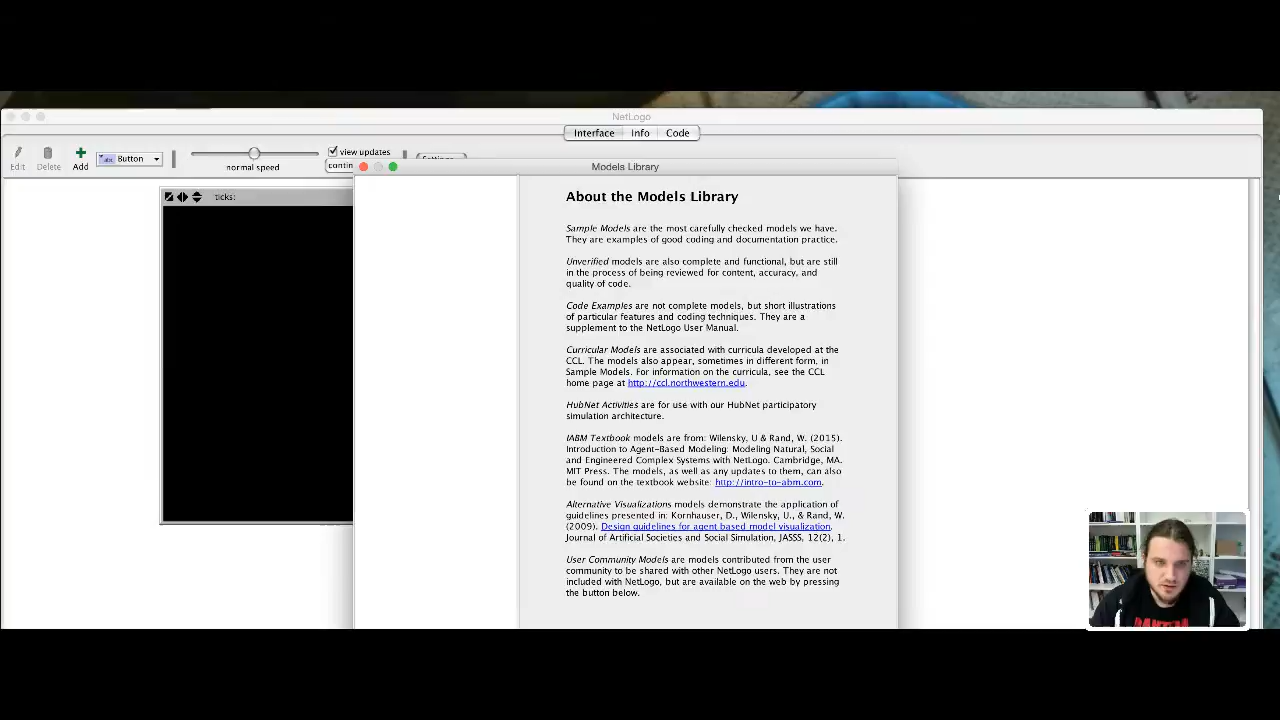 NetLogo
Interface Info Code
Edit Delete Add Button normal speed view updates
contin
Models Library
ticks:
About the Models Library
Sample Models are the most carefully checked models we have.
They are examples of good coding and documentation practice.
Unverified models are also complete and functional, but are still
in the process of being reviewed for content, accuracy, and
quality of code.
Code Examples are not complete models, but short illustrations
of particular features and coding techniques. They are a
supplement to the NetLogo User Manual.
Curricular Models are associated with curricula developed at the
CCL. The models also appear, sometimes in different form, in
Sample Models. For information on the curricula, see the CCL
home page at http://ccl.northwestern.edu.
HubNet Activities are for use with our HubNet participatory
simulation architecture.
IABM Textbook models are from: Wilensky, U & Rand, W. (2015).
Introduction to Agent-Based Modeling: Modeling Natural, Social
and Engineered Complex Systems with NetLogo. Cambridge, MA.
MIT Press. The models, as well as any updates to them, can also
be found on the textbook website: http://intro-to-abm.com.
Alternative Visualizations models demonstrate the application of
guidelines presented in: Kornhauser, D., Wilensky, U., & Rand, W.
(2009). Design guidelines for agent based model visualization.
Journal of Artificial Societies and Social Simulation, JASSS, 12(2), 1.
User Community Models are models contributed from the user
community to be shared with other NetLogo users. They are not
included with NetLogo, but are available on the web by pressing
the button below.